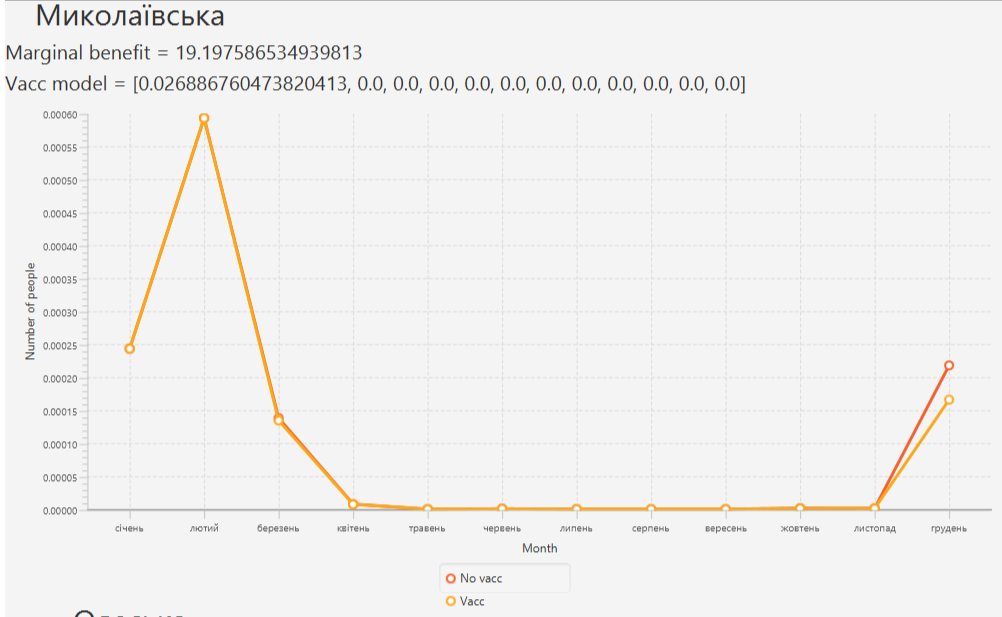 Миколаївська
Marginal benefit = 19.197586534939813
Vacc model = [0.026886760473820413, 0.0, 0.0, 0.0, 0.0, 0.0, 0.0, 0.0, 0.0, 0.0, 0.0, 0.0]
0.00060
0.00055
0.00050
0.00045
0.00040
0.00035
0.00030
0.00025
0.00020
0.00015
0.00010
0.00005
0.00000
Number of people
січень лютий березень квітень травень червень липень серпень вересень жовтень листопад грудень
Month
No vacc
Vacc